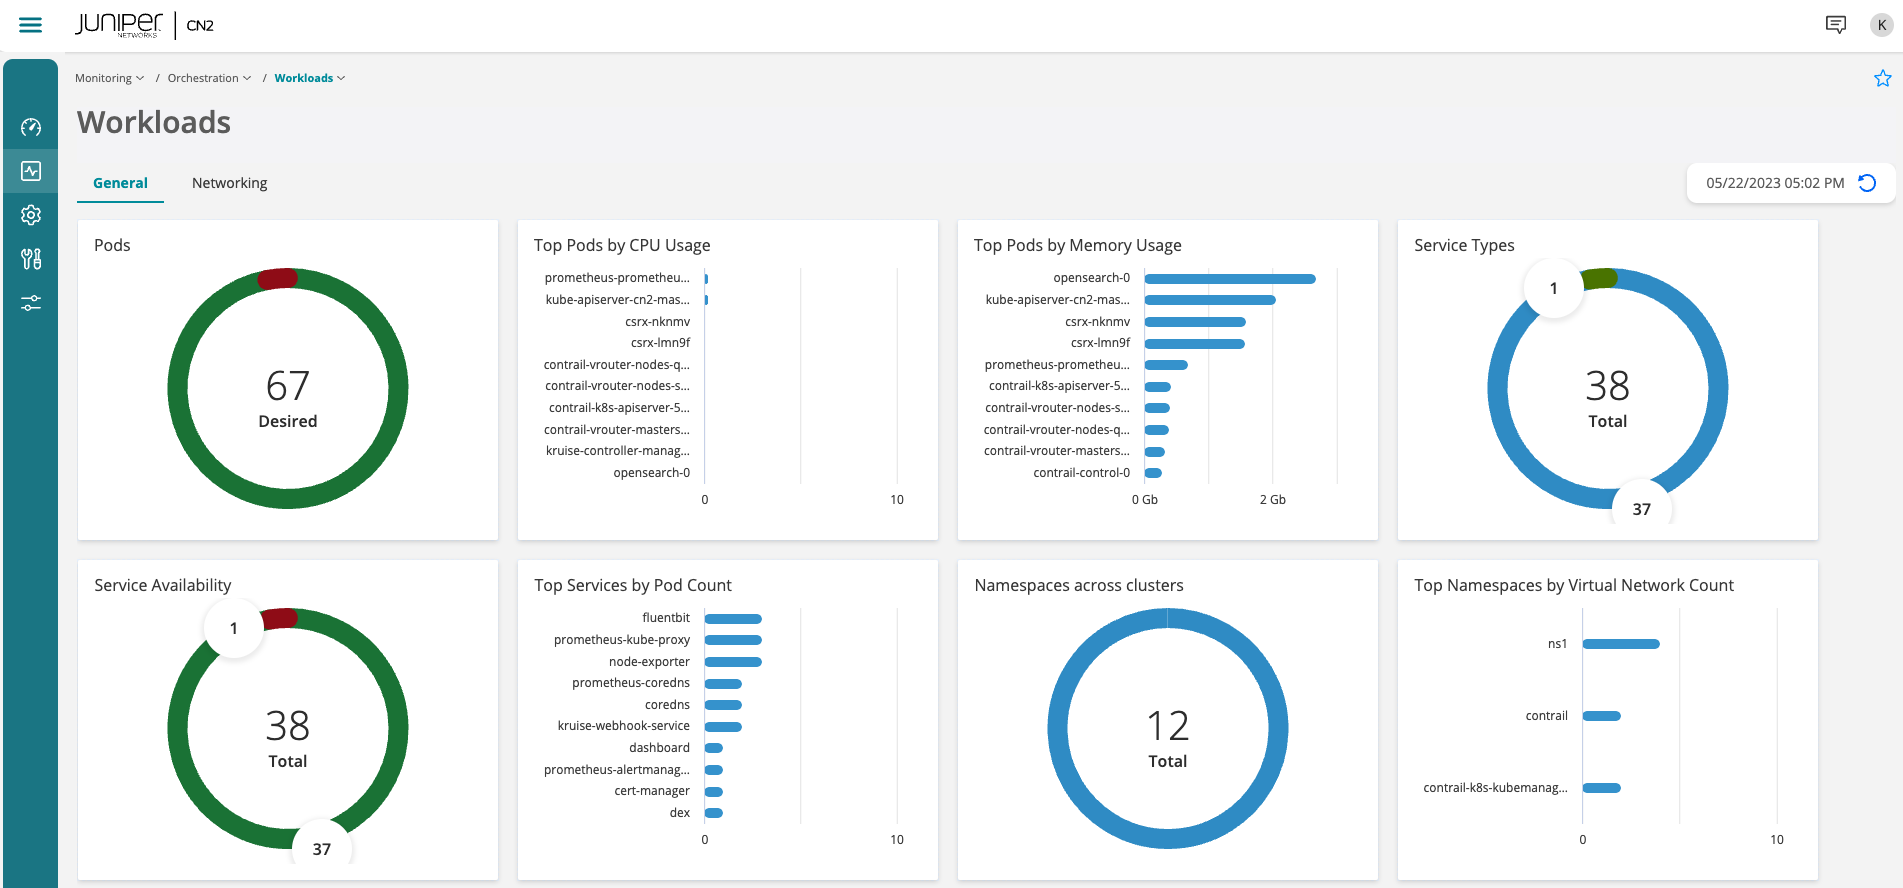 JUNIPER NETWORKS | CN2
K
Monitoring / Orchestration / Workloads
Workloads
General Networking
05/22/2023 05:02 PM
Pods
67
Desired
Top Pods by CPU Usage
prometheus-prometheu...
kube-apiserver-cn2-mas...
csrx-nknmv
csrx-lmn9f
contrail-vrouter-nodes-q...
contrail-vrouter-nodes-s...
contrail-k8s-apiserver-5...
contrail-vrouter-masters...
kruise-controller-manag...
opensearch-0
0 10
Top Pods by Memory Usage
opensearch-0
kube-apiserver-cn2-mas...
csrx-nknmv
csrx-lmn9f
prometheus-prometheu...
contrail-k8s-apiserver-5...
contrail-vrouter-nodes-s...
contrail-vrouter-nodes-q...
contrail-vrouter-masters...
contrail-control-0
0 Gb 2 Gb
Service Types
1
38
Total
37
Service Availability
1
38
Total
37
Top Services by Pod Count
fluentbit
prometheus-kube-proxy
node-exporter
prometheus-coredns
coredns
kruise-webhook-service
dashboard
prometheus-alertmanag...
cert-manager
dex
0 10
Namespaces across clusters
12
Total
Top Namespaces by Virtual Network Count
ns1
contrail
contrail-k8s-kubemanag...
0 10